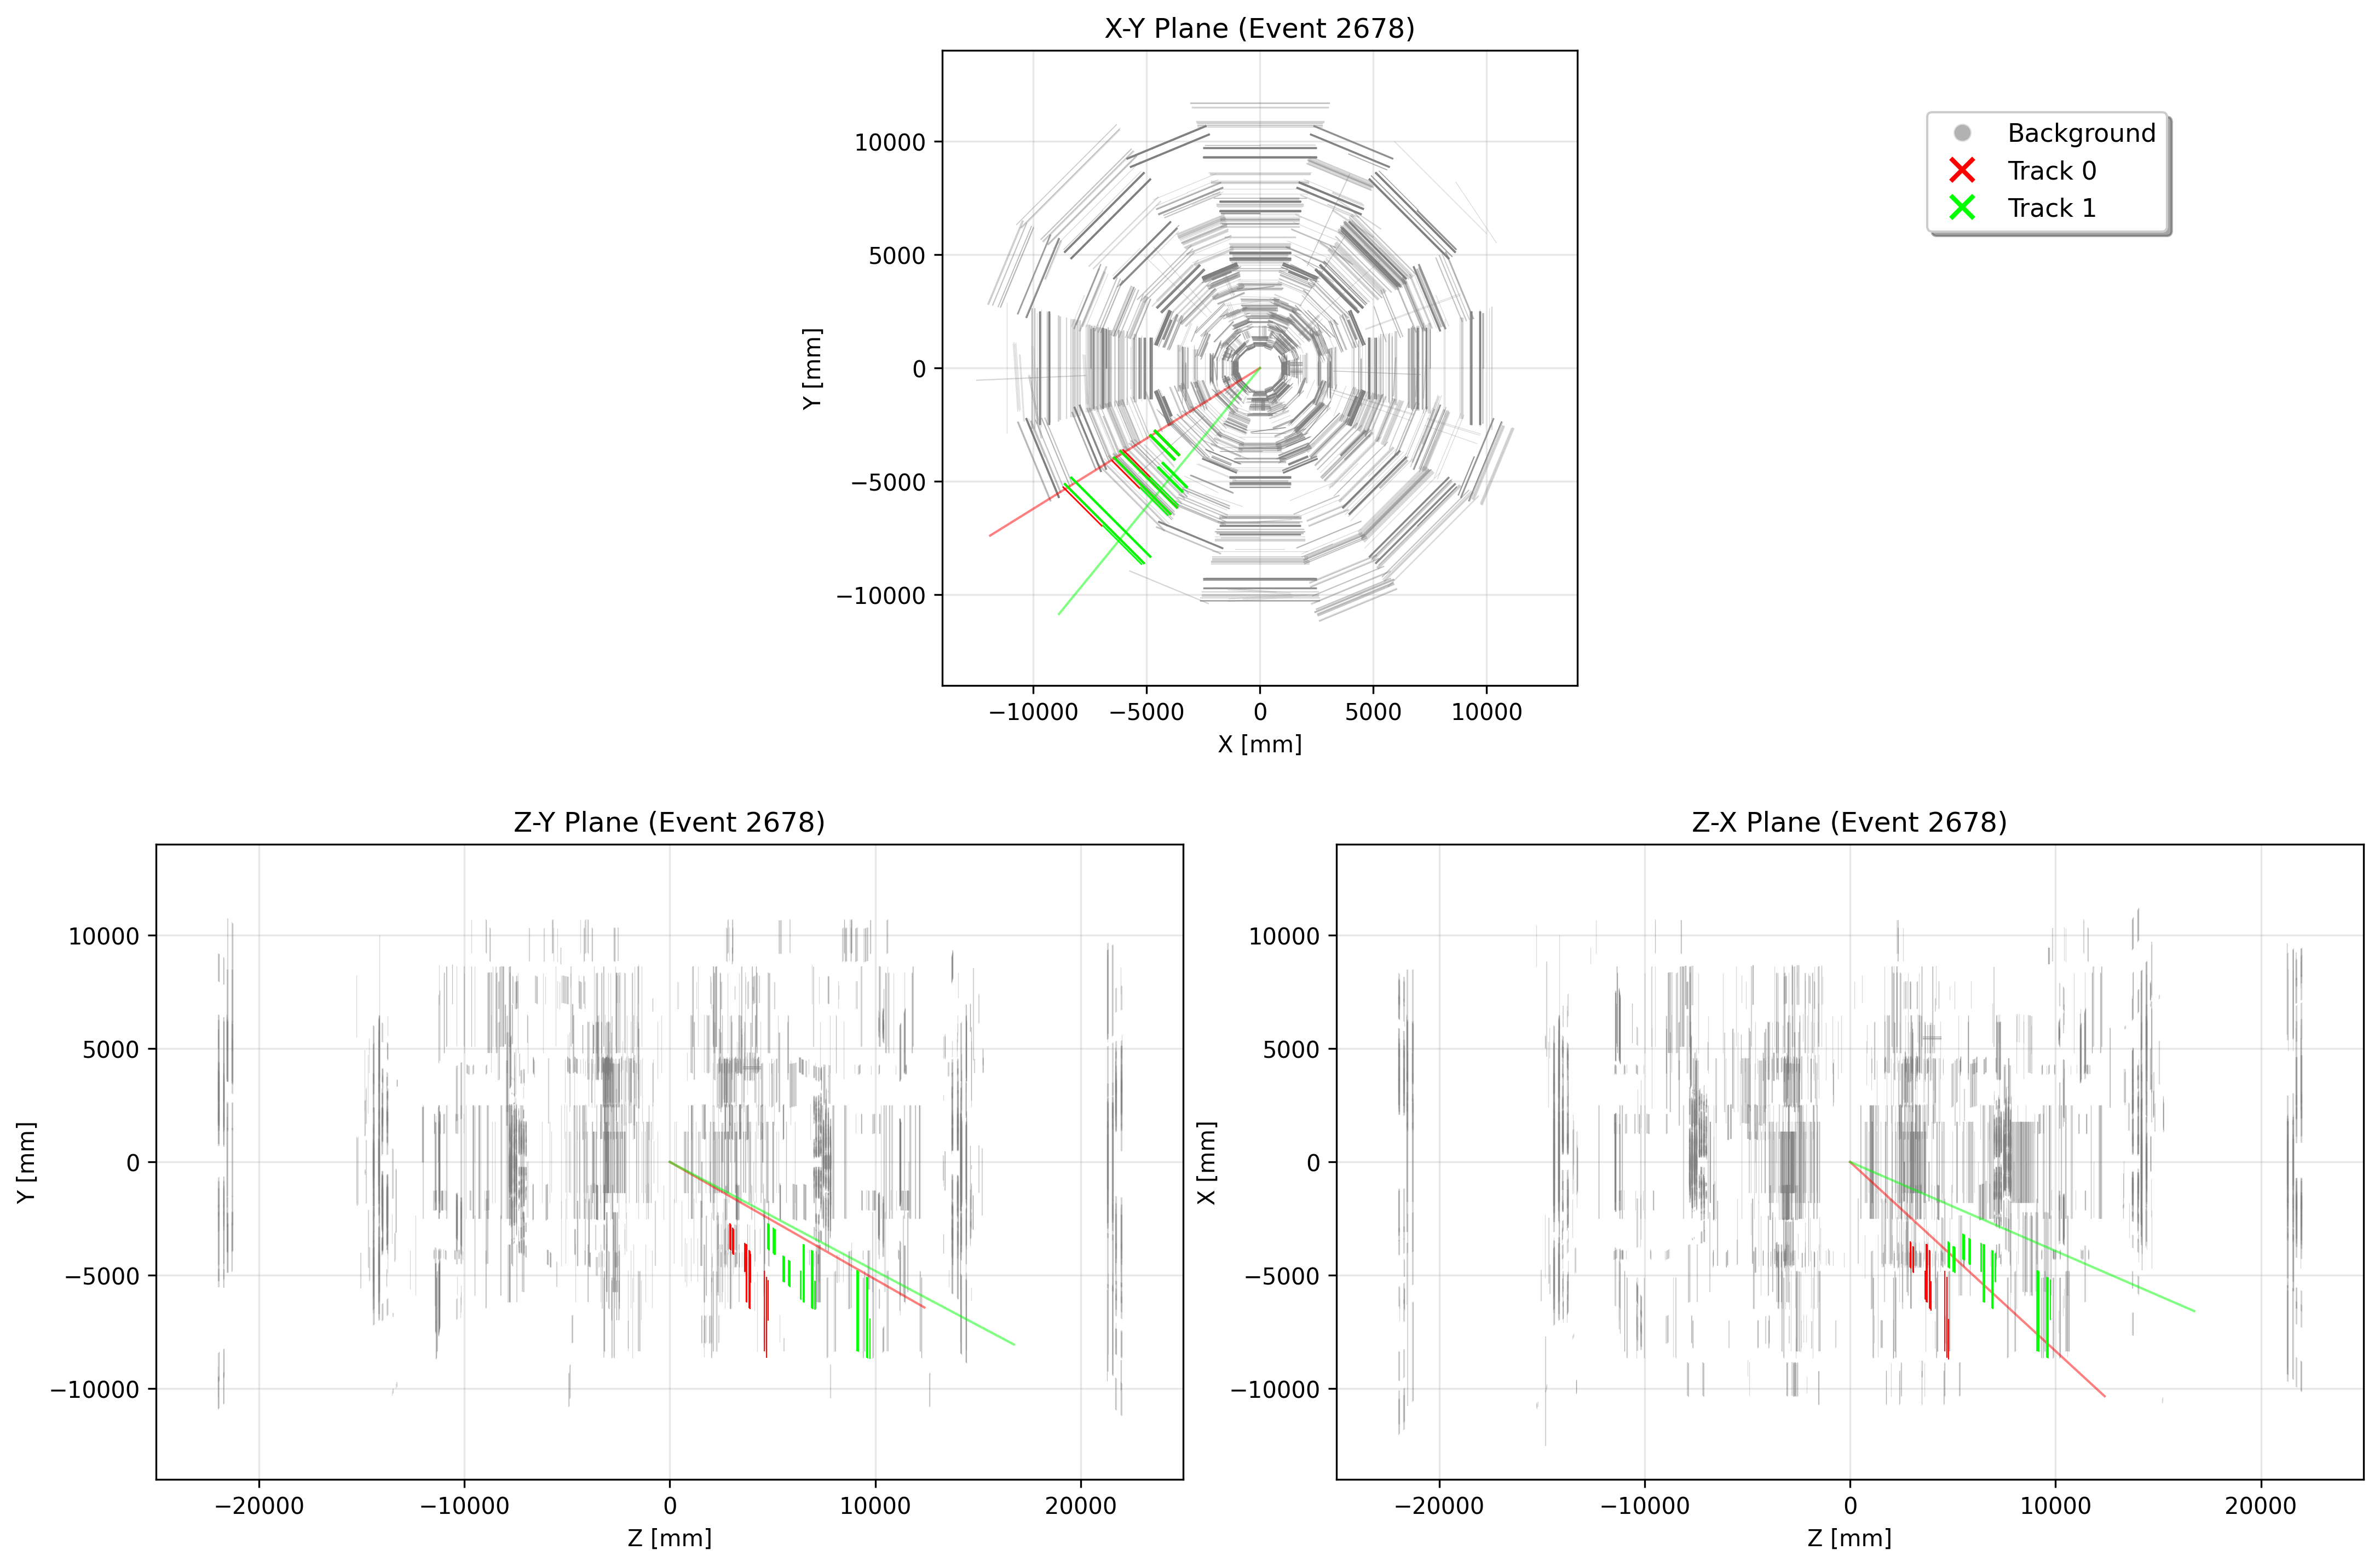 X-Y Plane (Event 2678)
Background
Track 0
Track 1
10000
5000
0
−5000
−10000
Y [mm]
−10000 −5000 0 5000 10000
X [mm]
Z-Y Plane (Event 2678)
10000
5000
0
−5000
−10000
Y [mm]
−20000 −10000 0 10000 20000
Z [mm]
Z-X Plane (Event 2678)
10000
5000
0
−5000
−10000
X [mm]
−20000 −10000 0 10000 20000
Z [mm]